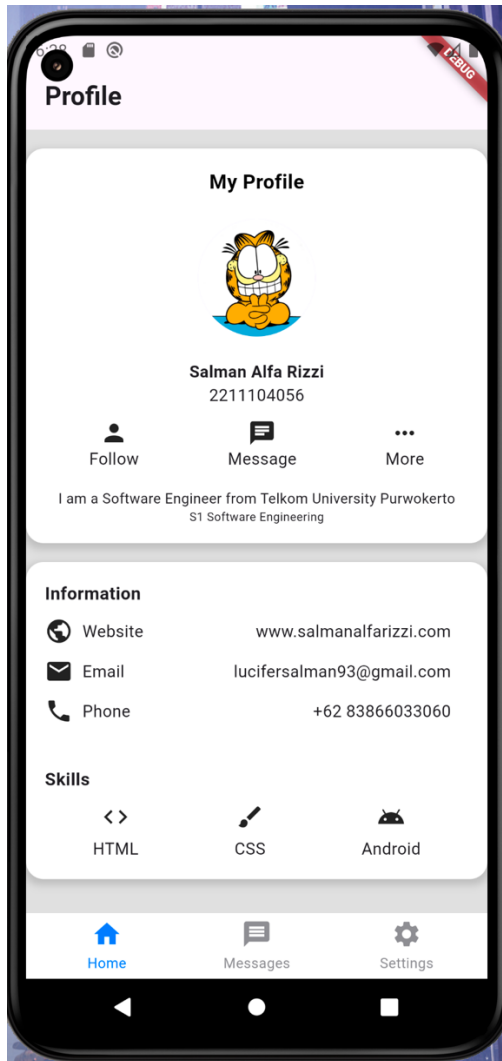 6:28
DEBUG
Profile
My Profile
Salman Alfa Rizzi
2211104056
Follow Message More
I am a Software Engineer from Telkom University Purwokerto
S1 Software Engineering
Information
Website www.salmanalfarizzi.com
Email lucifersalman93@gmail.com
Phone +62 83866033060
Skills
HTML CSS Android
Home Messages Settings